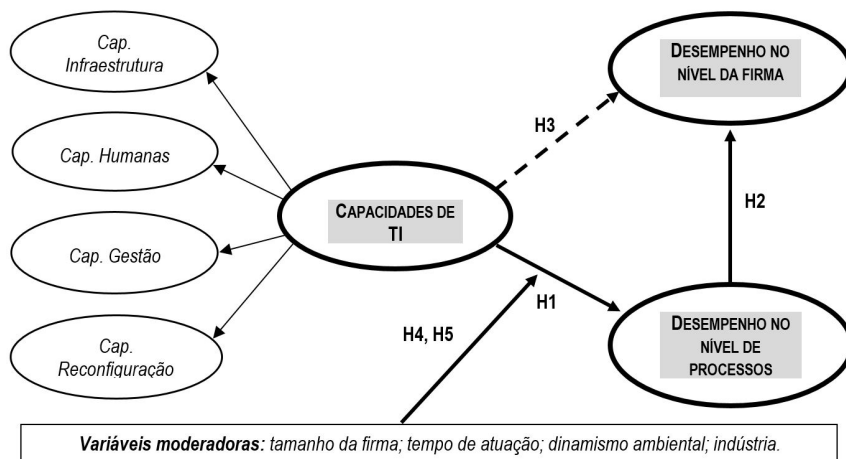 Cap.
Infraestrutura
Cap. Humanas
Cap. Gestão
Cap.
Reconfiguração
CAPACIDADES DE
TI
DESEMPENHO NO
NÍVEL DA FIRMA
H3
H2
H1
H4, H5
DESEMPENHO NO
NÍVEL DE
PROCESSOS
Variáveis moderadoras: tamanho da firma; tempo de atuação; dinamismo ambiental; indústria.